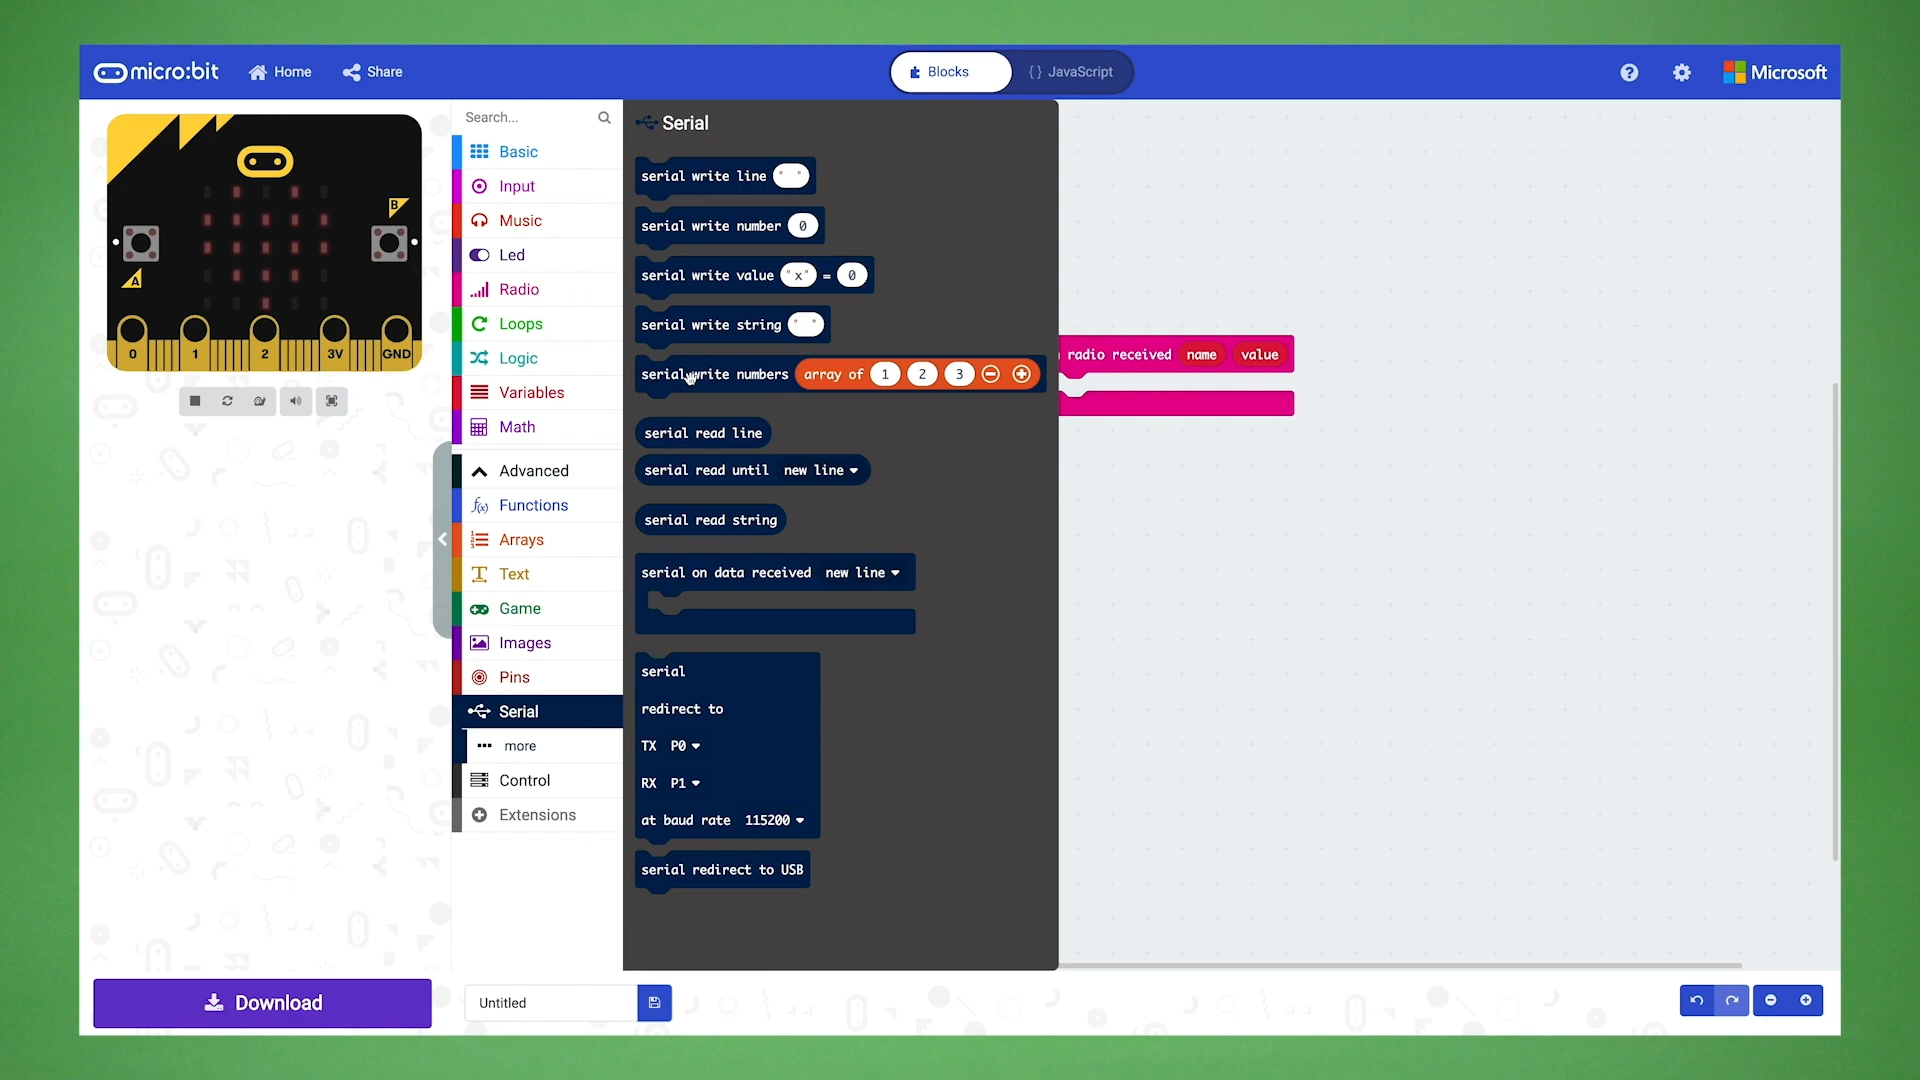 micro:bit
Home
Share
Blocks
{ } JavaScript
Microsoft
Search...
Basic
Input
Music
Led
Radio
Loops
Logic
Variables
Math
Advanced
f(x) Functions
Arrays
Text
Game
Images
Pins
Serial
more
Control
Extensions
A
B
0 1 2 3V GND
Serial
serial write line " "
serial write number 0
serial write value "x" = 0
serial write string " "
serial write numbers array of 1 2 3
serial read line
serial read until new line
serial read string
serial on data received new line
serial
redirect to
TX P0
RX P1
at baud rate 115200
serial redirect to USB
radio received name value
Download
Untitled